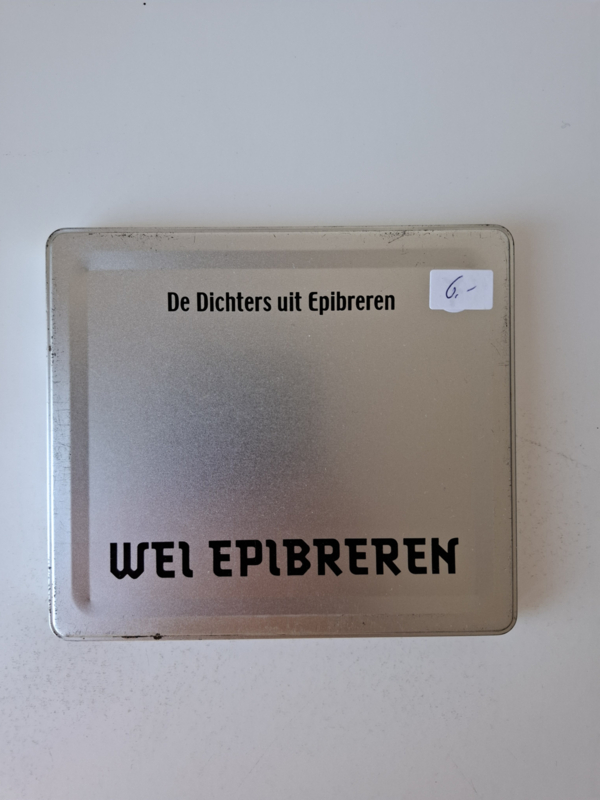 De Dichters uit Epibreren
6,-
WEI EPIBREREN